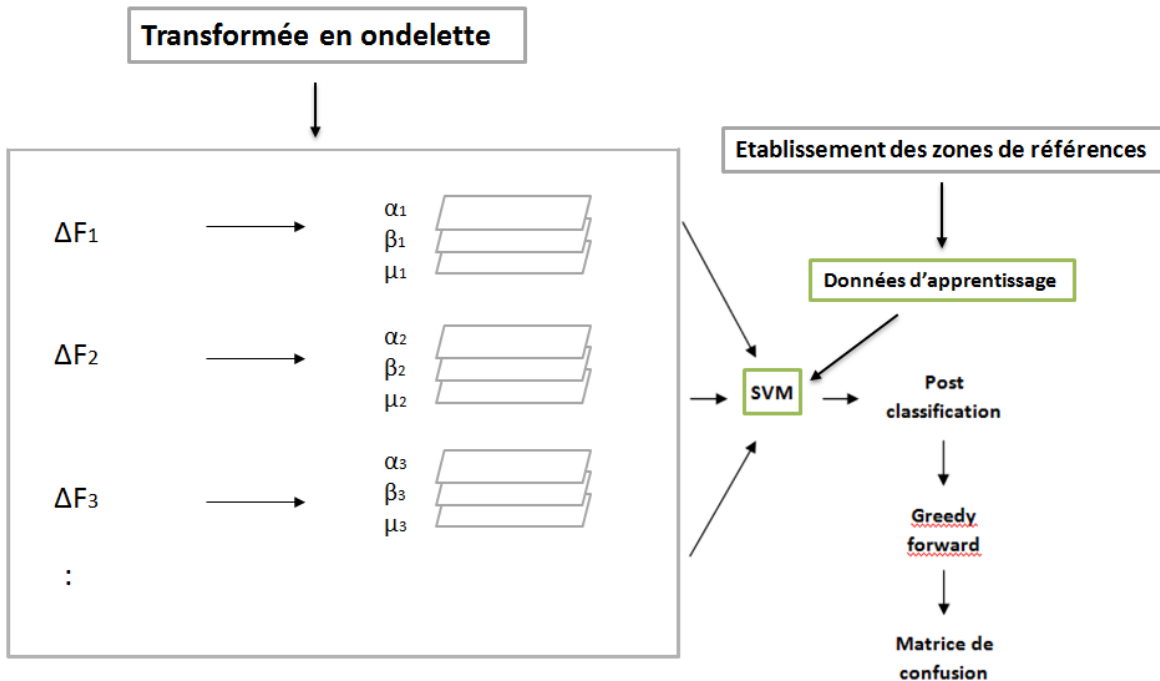 Transformée en ondelette
Etablissement des zones de références
Données d'apprentissage
ΔF1
α1
β1
μ1
ΔF2
α2
β2
μ2
ΔF3
α3
β3
μ3
:
SVM
Post
classification
Greedy
forward
Matrice de
confusion